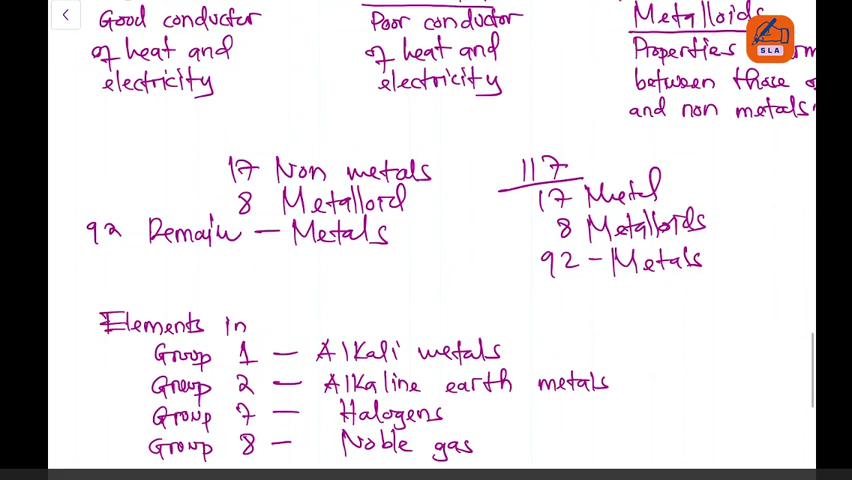 Good conductor
of heat and
electricity
Poor conductor
of heat and
electricity
Metalloids
Properties
between those
and non metals
SLA
17 Non metals
8 Metalloid
92 Remain — Metals
117
17 Metal
8 Metalloids
92 – Metals
Elements in
Group 1 — Alkali metals
Group 2 — Alkaline earth metals
Group 7 — Halogens
Group 8 — Noble gas